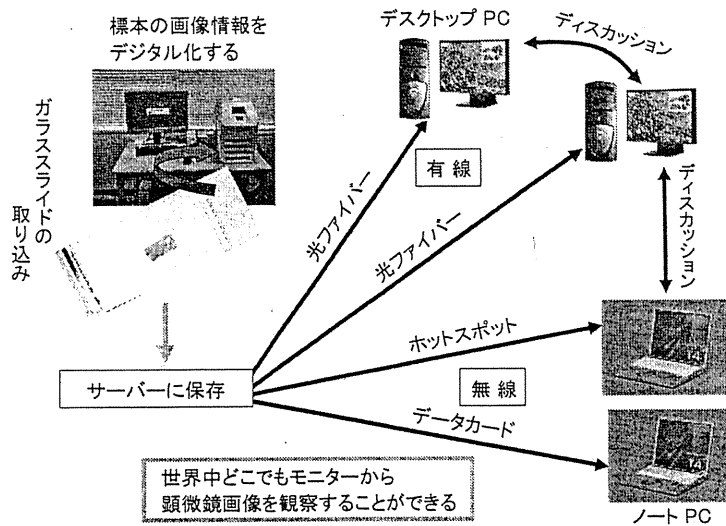 標本の画像情報を
デジタル化する
ガラススライドの
取り込み
サーバーに保存
デスクトップ PC
ディスカッション
有線
光ファイバー
光ファイバー
ディスカッション
ホットスポット
無線
データカード
ノート PC
世界中どこでもモニターから
顕微鏡画像を観察することができる